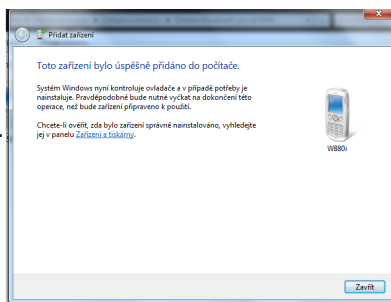 Přidat zařízení
Toto zařízení bylo úspěšně přidáno do počítače.
Systém Windows nyní kontroluje ovladače a v případě potřeby je
nainstaluje. Pravděpodobně bude nutné vyčkat na dokončení této
operace, než bude zařízení připraveno k použití.
Chcete-li ověřit, zda bylo zařízení správně nainstalováno, vyhledejte
jej v panelu Zařízení a tiskárny.
W880i
Zavřít